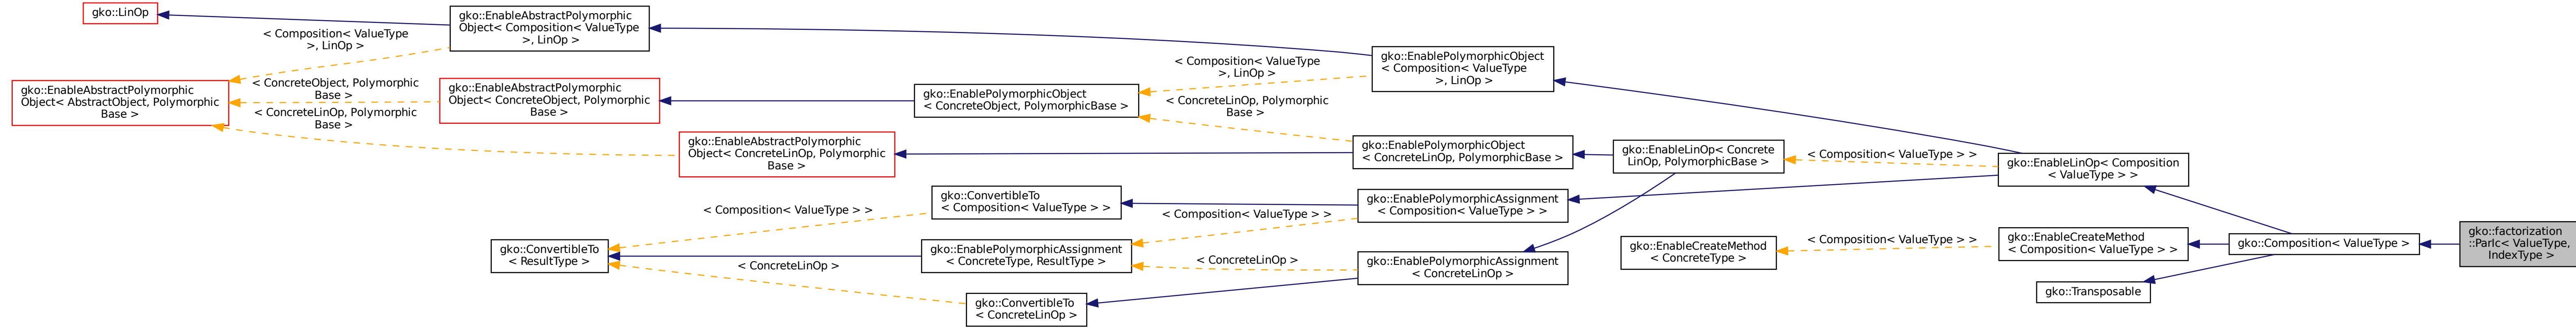 gko::LinOp
gko::EnableAbstractPolymorphic
Object< Composition< ValueType
>, LinOp >
< Composition< ValueType
>, LinOp >
gko::EnableAbstractPolymorphic
Object< AbstractObject, Polymorphic
Base >
< ConcreteObject, Polymorphic
Base >
< ConcreteLinOp, Polymorphic
Base >
gko::EnableAbstractPolymorphic
Object< ConcreteObject, Polymorphic
Base >
gko::EnableAbstractPolymorphic
Object< ConcreteLinOp, Polymorphic
Base >
gko::EnablePolymorphicObject
< ConcreteObject, PolymorphicBase >
< Composition< ValueType
>, LinOp >
< ConcreteLinOp, Polymorphic
Base >
gko::EnablePolymorphicObject
< Composition< ValueType
>, LinOp >
gko::EnablePolymorphicObject
< ConcreteLinOp, PolymorphicBase >
gko::EnableLinOp< Concrete
LinOp, PolymorphicBase >
< Composition< ValueType > >
gko::EnableLinOp< Composition
< ValueType > >
gko::ConvertibleTo
< Composition< ValueType > >
< Composition< ValueType > >
gko::ConvertibleTo
< ResultType >
< ConcreteLinOp >
gko::EnablePolymorphicAssignment
< ConcreteType, ResultType >
gko::ConvertibleTo
< ConcreteLinOp >
< Composition< ValueType > >
< ConcreteLinOp >
gko::EnablePolymorphicAssignment
< Composition< ValueType > >
gko::EnablePolymorphicAssignment
< ConcreteLinOp >
gko::EnableCreateMethod
< ConcreteType >
< Composition< ValueType > >
gko::EnableCreateMethod
< Composition< ValueType > >
gko::Transposable
gko::Composition< ValueType >
gko::factorization
::ParIc< ValueType,
IndexType >